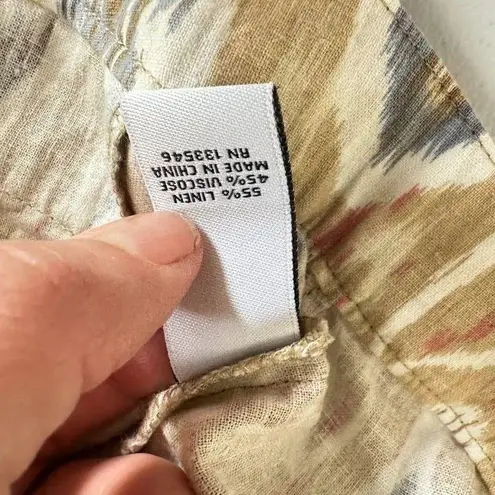 55% LINEN
45% VISCOSE
MADE IN CHINA
RN 133546